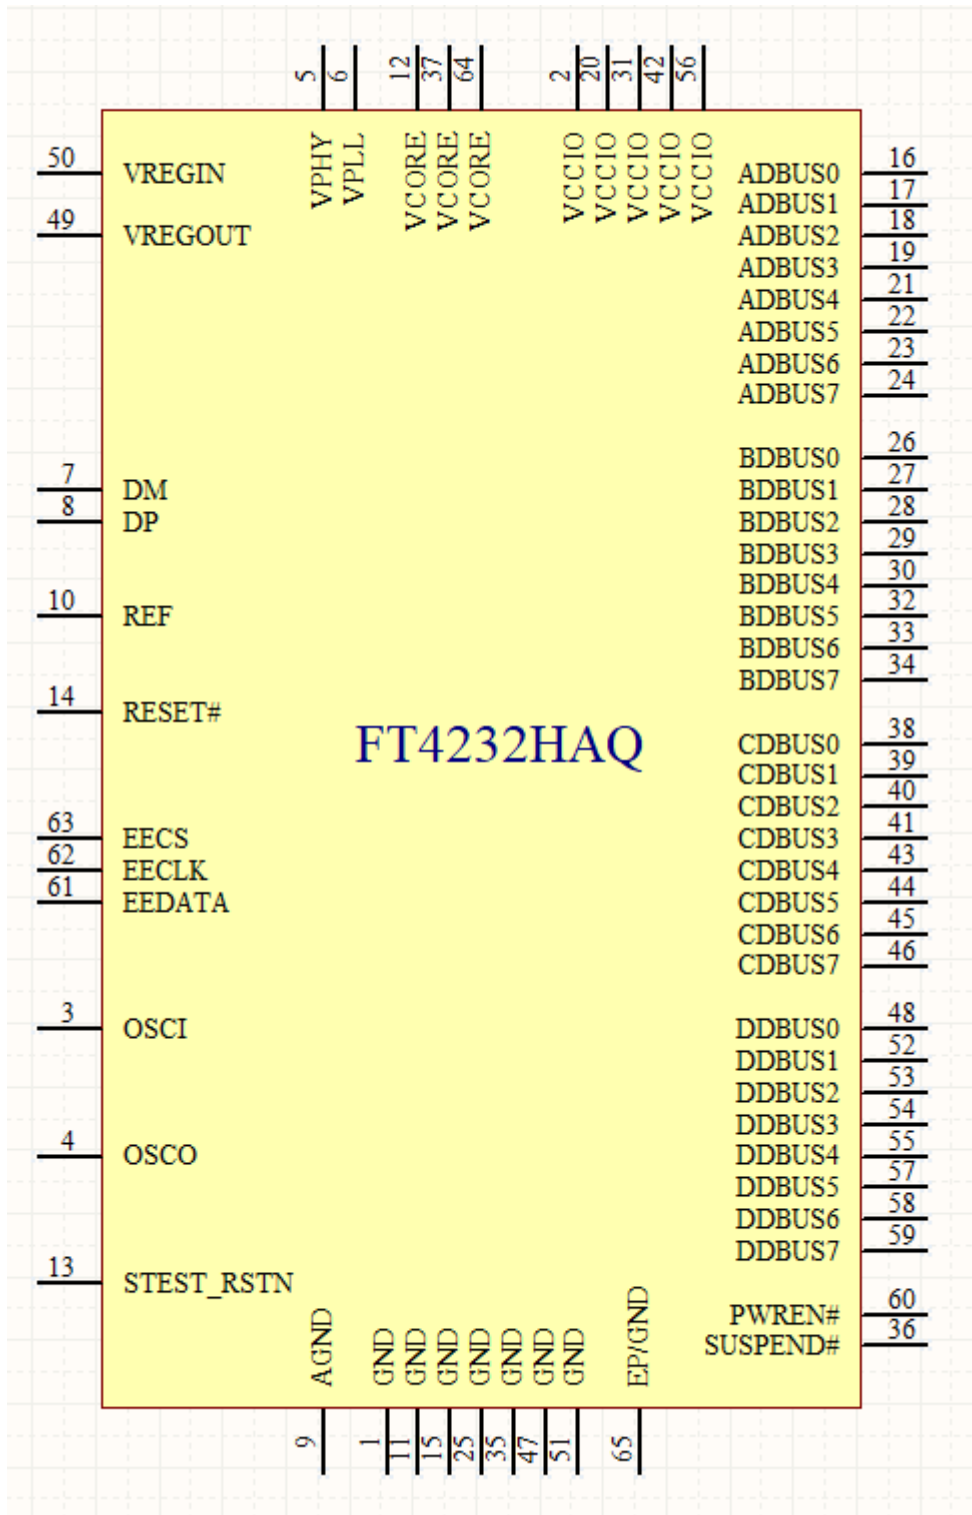 5 6 12 37 64 2 20 31 42 56
VPHY VPLL VCORE VCORE VCORE VCCIO VCCIO VCCIO VCCIO VCCIO
50 VREGIN
49 VREGOUT
7 DM
8 DP
10 REF
14 RESET#
63 EECS
62 EECLK
61 EEDATA
3 OSCI
4 OSCO
13 STEST_RSTN
FT4232HAQ
ADBUS0 16
ADBUS1 17
ADBUS2 18
ADBUS3 19
ADBUS4 21
ADBUS5 22
ADBUS6 23
ADBUS7 24
BDBUS0 26
BDBUS1 27
BDBUS2 28
BDBUS3 29
BDBUS4 30
BDBUS5 32
BDBUS6 33
BDBUS7 34
CDBUS0 38
CDBUS1 39
CDBUS2 40
CDBUS3 41
CDBUS4 43
CDBUS5 44
CDBUS6 45
CDBUS7 46
DDBUS0 48
DDBUS1 52
DDBUS2 53
DDBUS3 54
DDBUS4 55
DDBUS5 57
DDBUS6 58
DDBUS7 59
PWREN# 60
SUSPEND# 36
AGND GND GND GND GND GND GND GND EP/GND
9 1 11 15 25 35 47 51 65